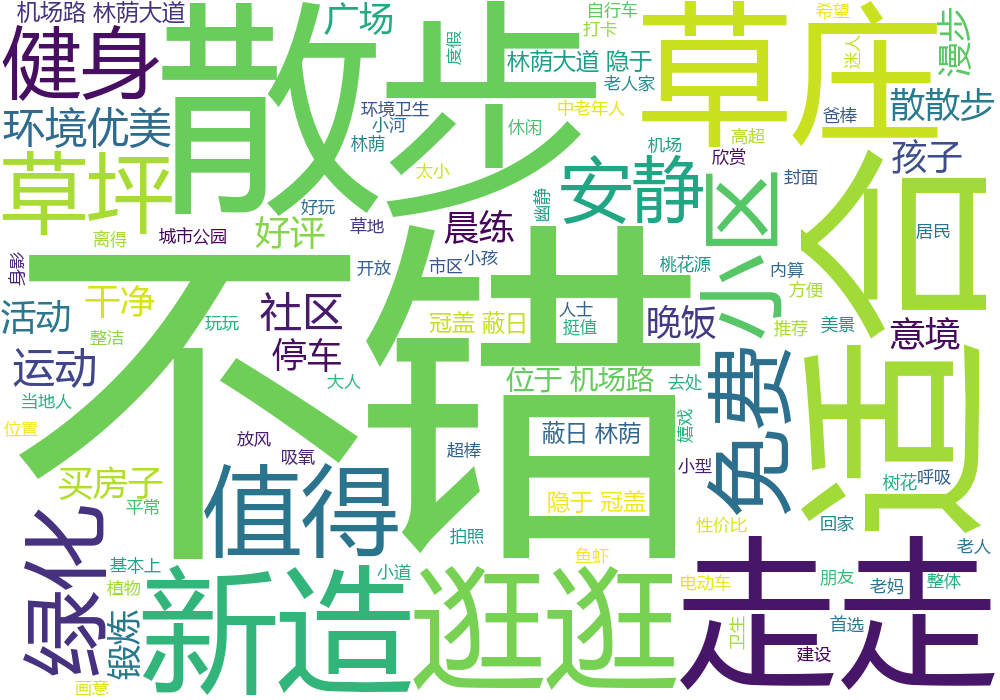 机场路 林荫大道
广场
自行车
打卡
希望
迷人
漫步
散步
草庄
健身
度假
林荫大道 隐于
老人家
环境优美
环境卫生
小河
休闲
中老年人
爸棒
散散步
林荫
太小
机场
高超
欣赏
孩子
草坪
好玩
草地
幽静
安静
封面
离得
城市公园
好评
晨练
小区
适合
居民
身影
不错
开放
市区
小孩
桃花源
内算
方便
干净
社区
玩玩
冠盖 蔽日
人士
挺值
晚饭
推荐
美景
意境
活动
整洁
停车
运动
大人
位于 机场路
去处
免费
当地人
位置
放风
吸氧
超棒
蔽日 林荫
嬉戏
小型
买房子
平常
值得
隐于 冠盖
树花
呼吸
性价比
回家
绿化
拍照
鱼虾
走走
老人
基本上
植物
小道
新造
逛逛
电动车
朋友
老妈
整体
锻炼
卫生
首选
建设
画意